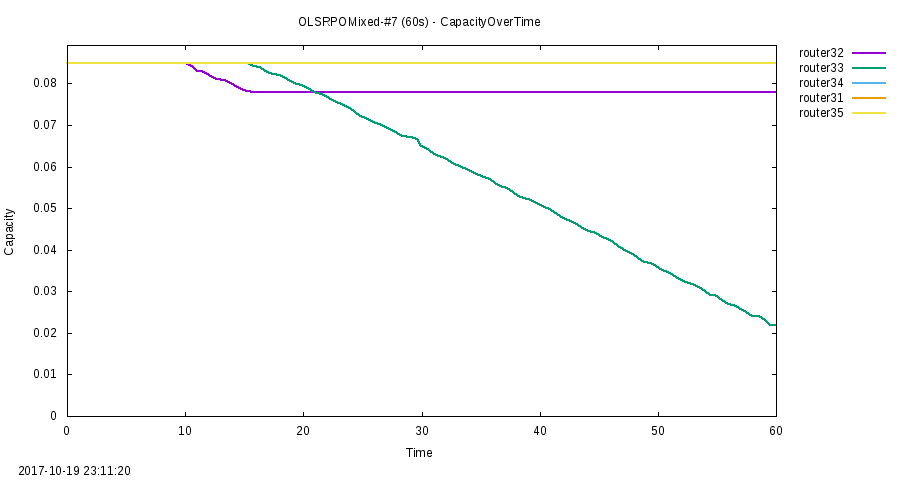 OLSRPOMixed-#7 (60s) - CapacityOverTime
router32
router33
router34
router31
router35
0.08
0.07
0.06
0.05
0.04
0.03
0.02
0.01
0
Capacity
0 10 20 30 40 50 60
Time
2017-10-19 23:11:20